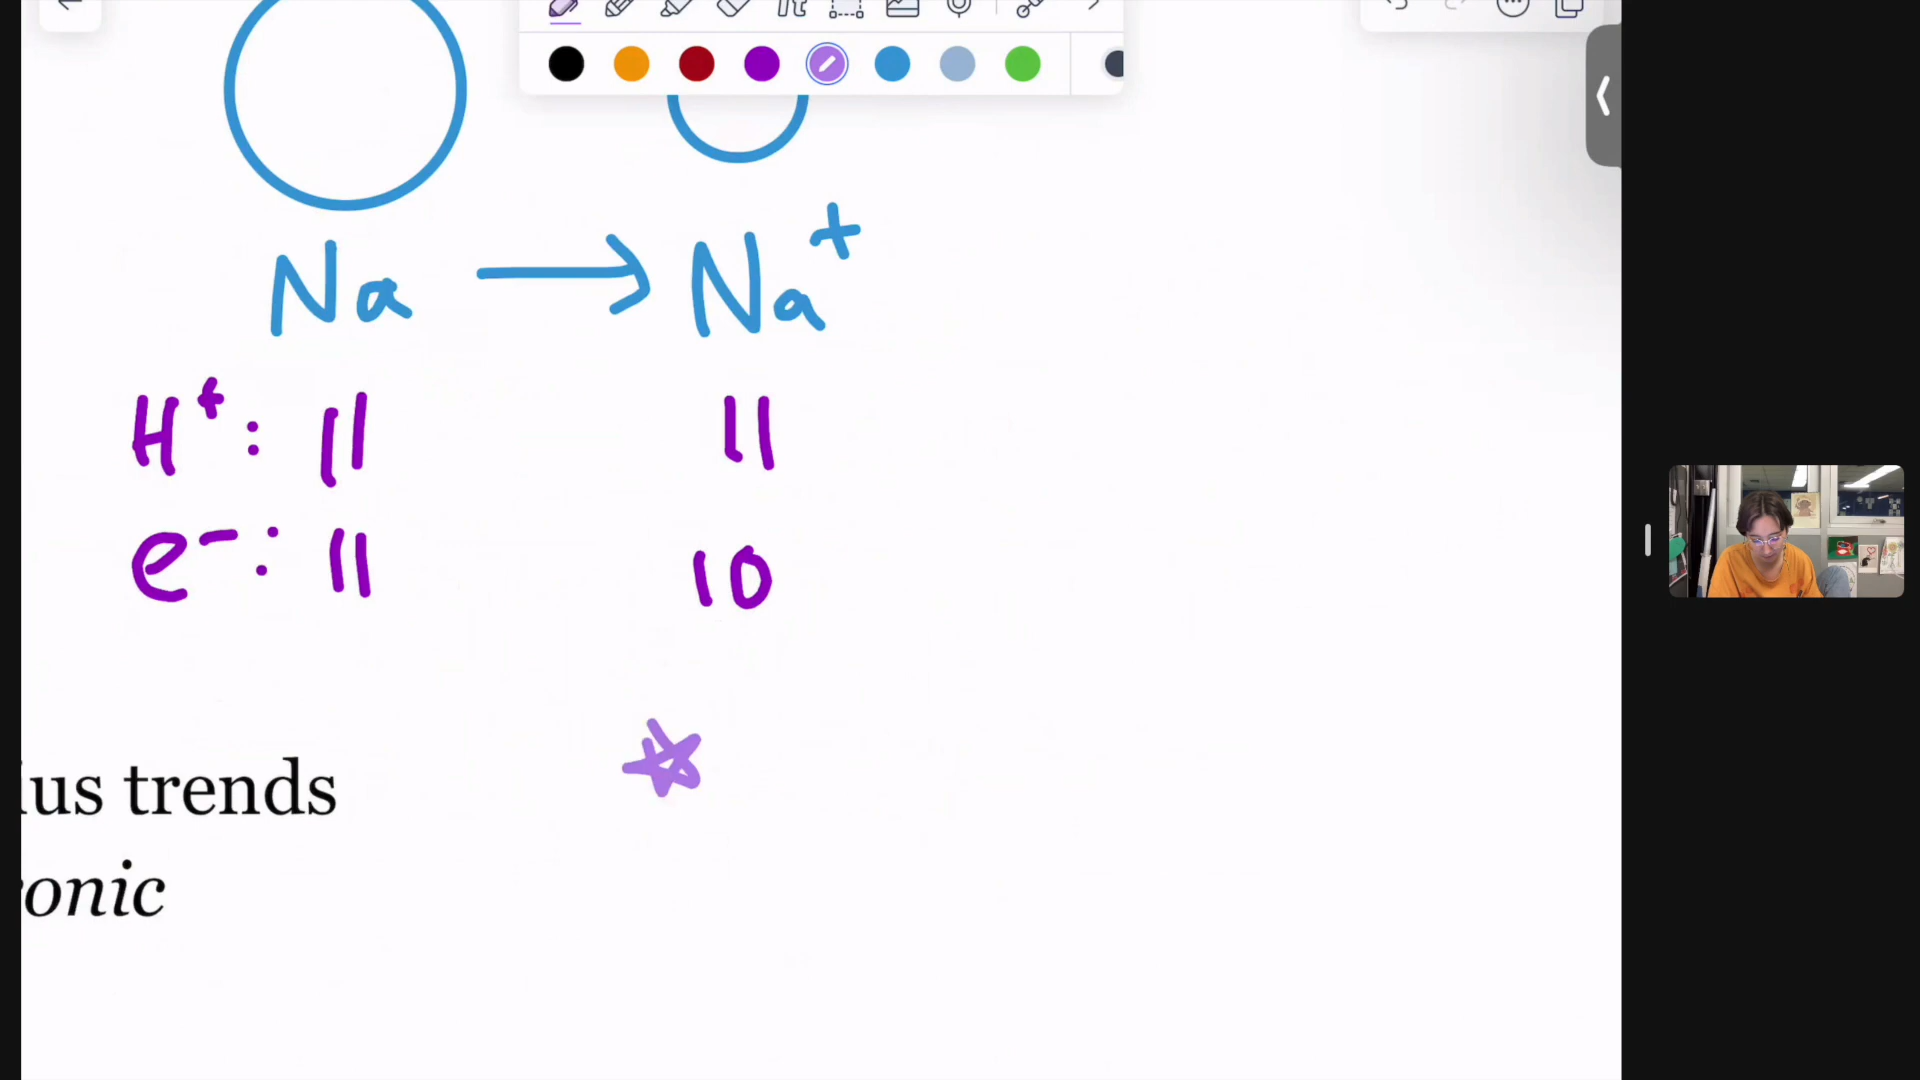 Na → Na⁺
H⁺: 11 11
e⁻: 11 10
ius trends
onic